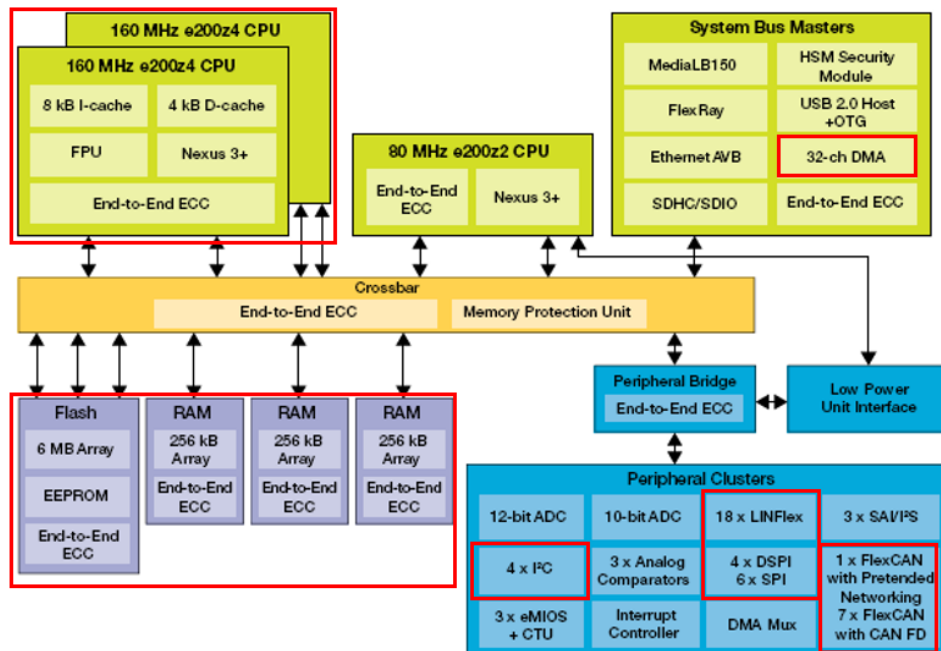 160 MHz e200z4 CPU
160 MHz e200z4 CPU
8 kB I-cache
4 kB D-cache
FPU
Nexus 3+
End-to-End ECC
80 MHz e200z2 CPU
End-to-End
ECC
Nexus 3+
System Bus Masters
MediaLB150
HSM Security
Module
FlexRay
USB 2.0 Host
+OTG
Ethernet AVB
32-ch DMA
SDHC/SDIO
End-to-End ECC
Crossbar
End-to-End ECC
Memory Protection Unit
Flash
6 MB Array
EEPROM
End-to-End
ECC
RAM
256 kB
Array
End-to-End
ECC
RAM
256 kB
Array
End-to-End
ECC
RAM
256 kB
Array
End-to-End
ECC
Peripheral Bridge
End-to-End ECC
Low Power
Unit Interface
Peripheral Clusters
12-bit ADC
10-bit ADC
18 x LINFlex
3 x SAI/I²S
4 x I²C
3 x Analog
Comparators
4 x DSPI
6 x SPI
1 x FlexCAN
with Pretended
Networking
7 x FlexCAN
with CAN FD
3 x eMIOS
+ CTU
Interrupt
Controller
DMA Mux